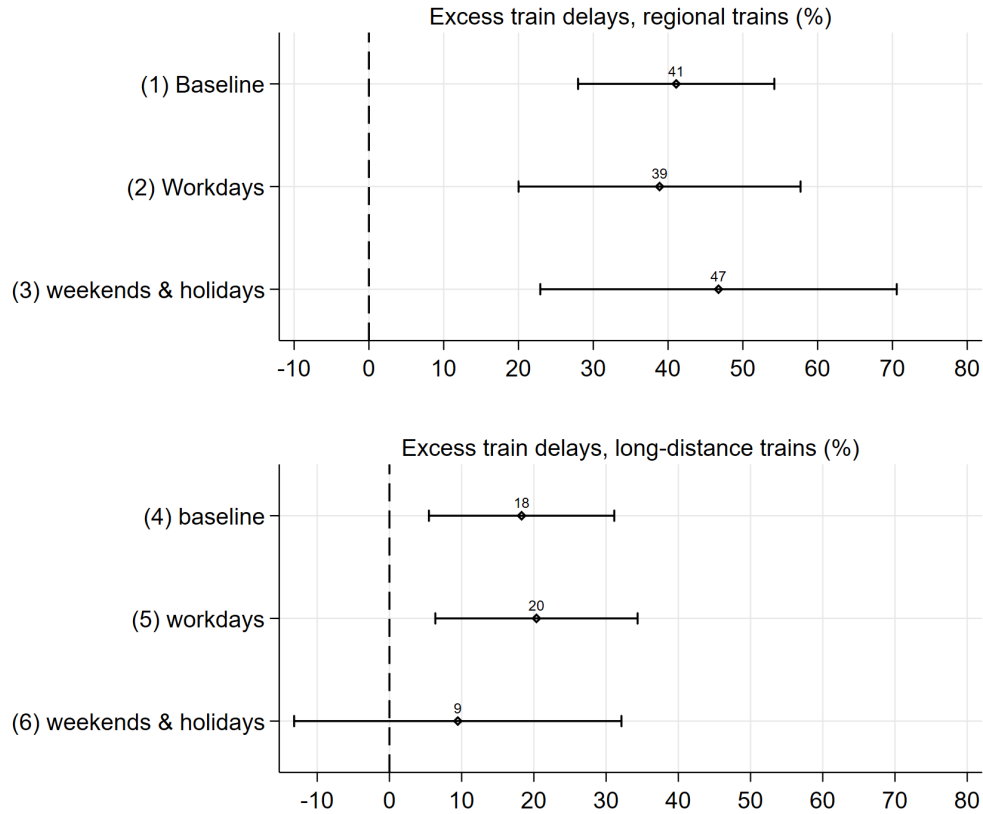 Excess train delays, regional trains (%)
(1) Baseline
41
(2) Workdays
39
(3) weekends & holidays
47
-10 0 10 20 30 40 50 60 70 80
Excess train delays, long-distance trains (%)
(4) baseline
18
(5) workdays
20
(6) weekends & holidays
9
-10 0 10 20 30 40 50 60 70 80